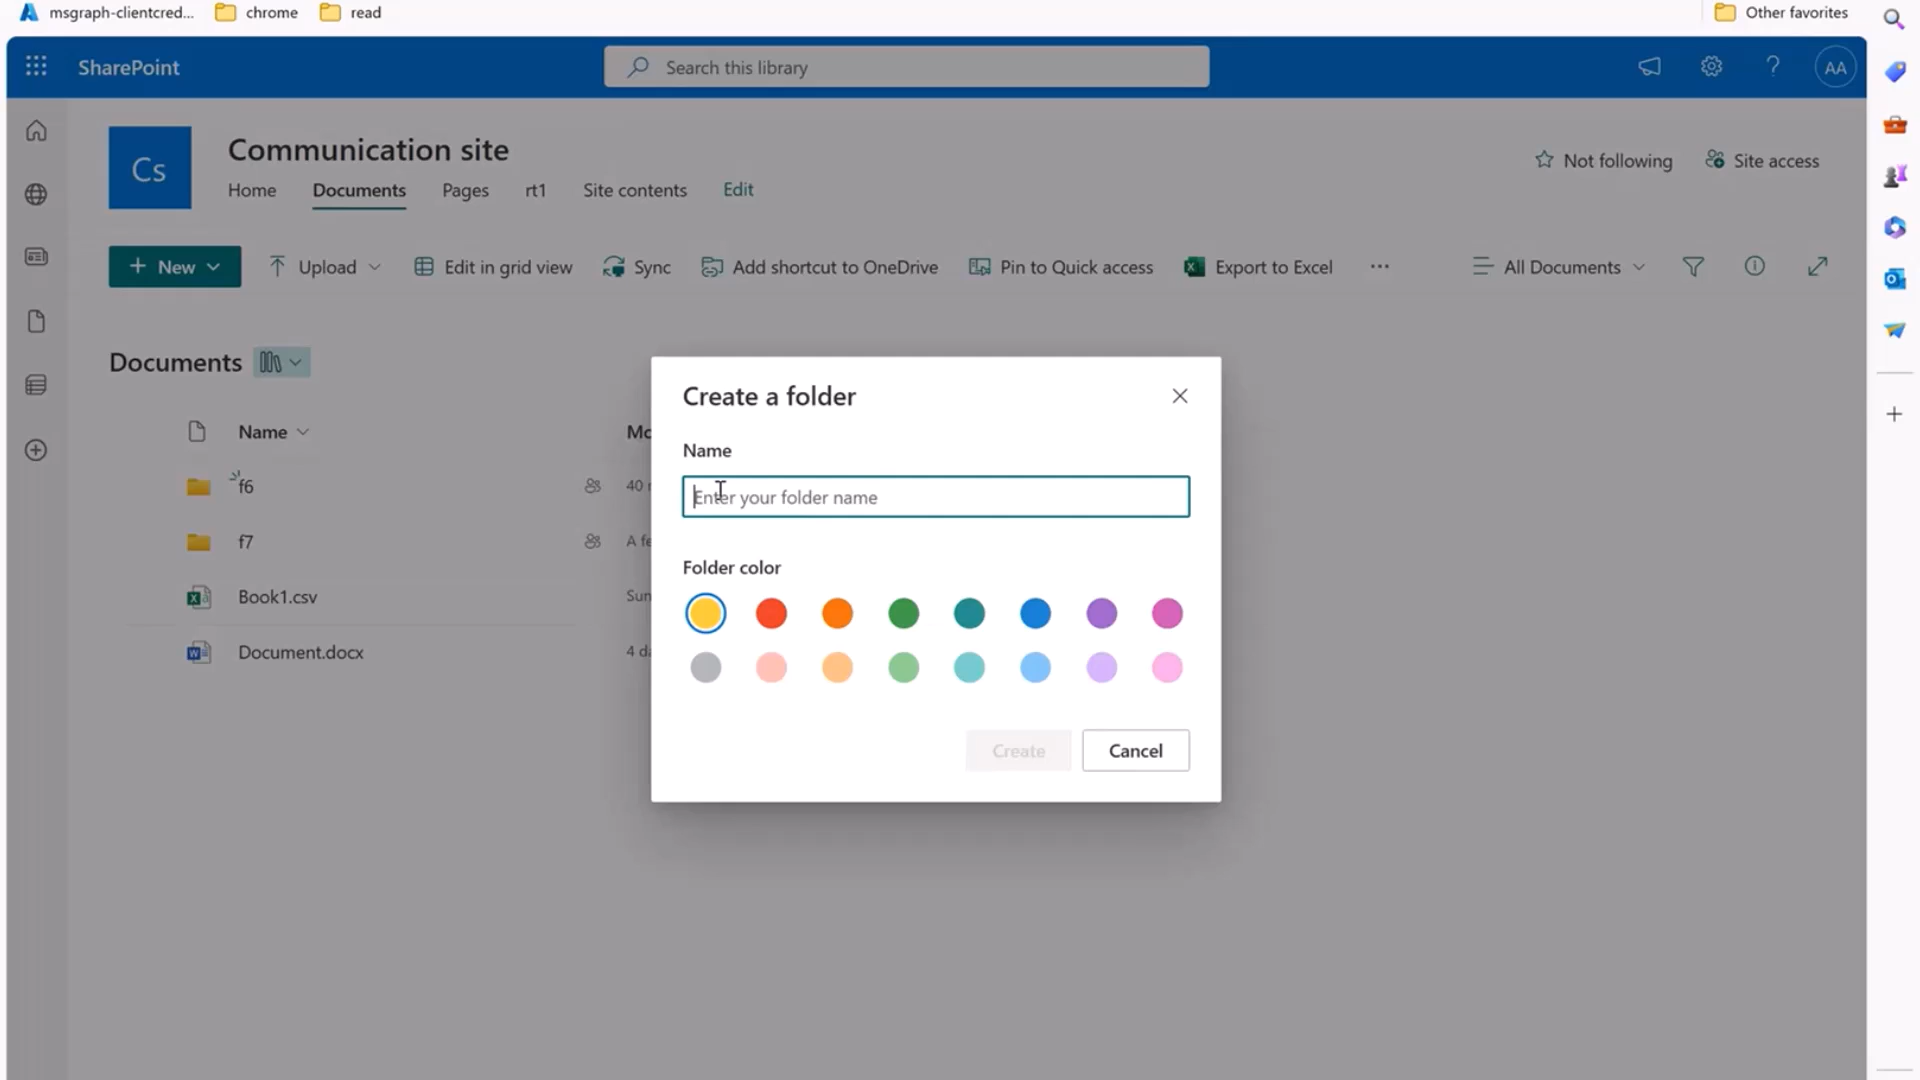 msgraph-clientcred...
chrome
read
Other favorites
SharePoint
Search this library
AA
Cs
Communication site
Not following
Site access
Home
Documents
Pages
rt1
Site contents
Edit
New
Upload
Edit in grid view
Sync
Add shortcut to OneDrive
Pin to Quick access
Export to Excel
All Documents
Documents
Name
f6
f7
A fe
Book1.csv
Sun
Document.docx
Create a folder
Name
Enter your folder name
Folder color
Create
Cancel